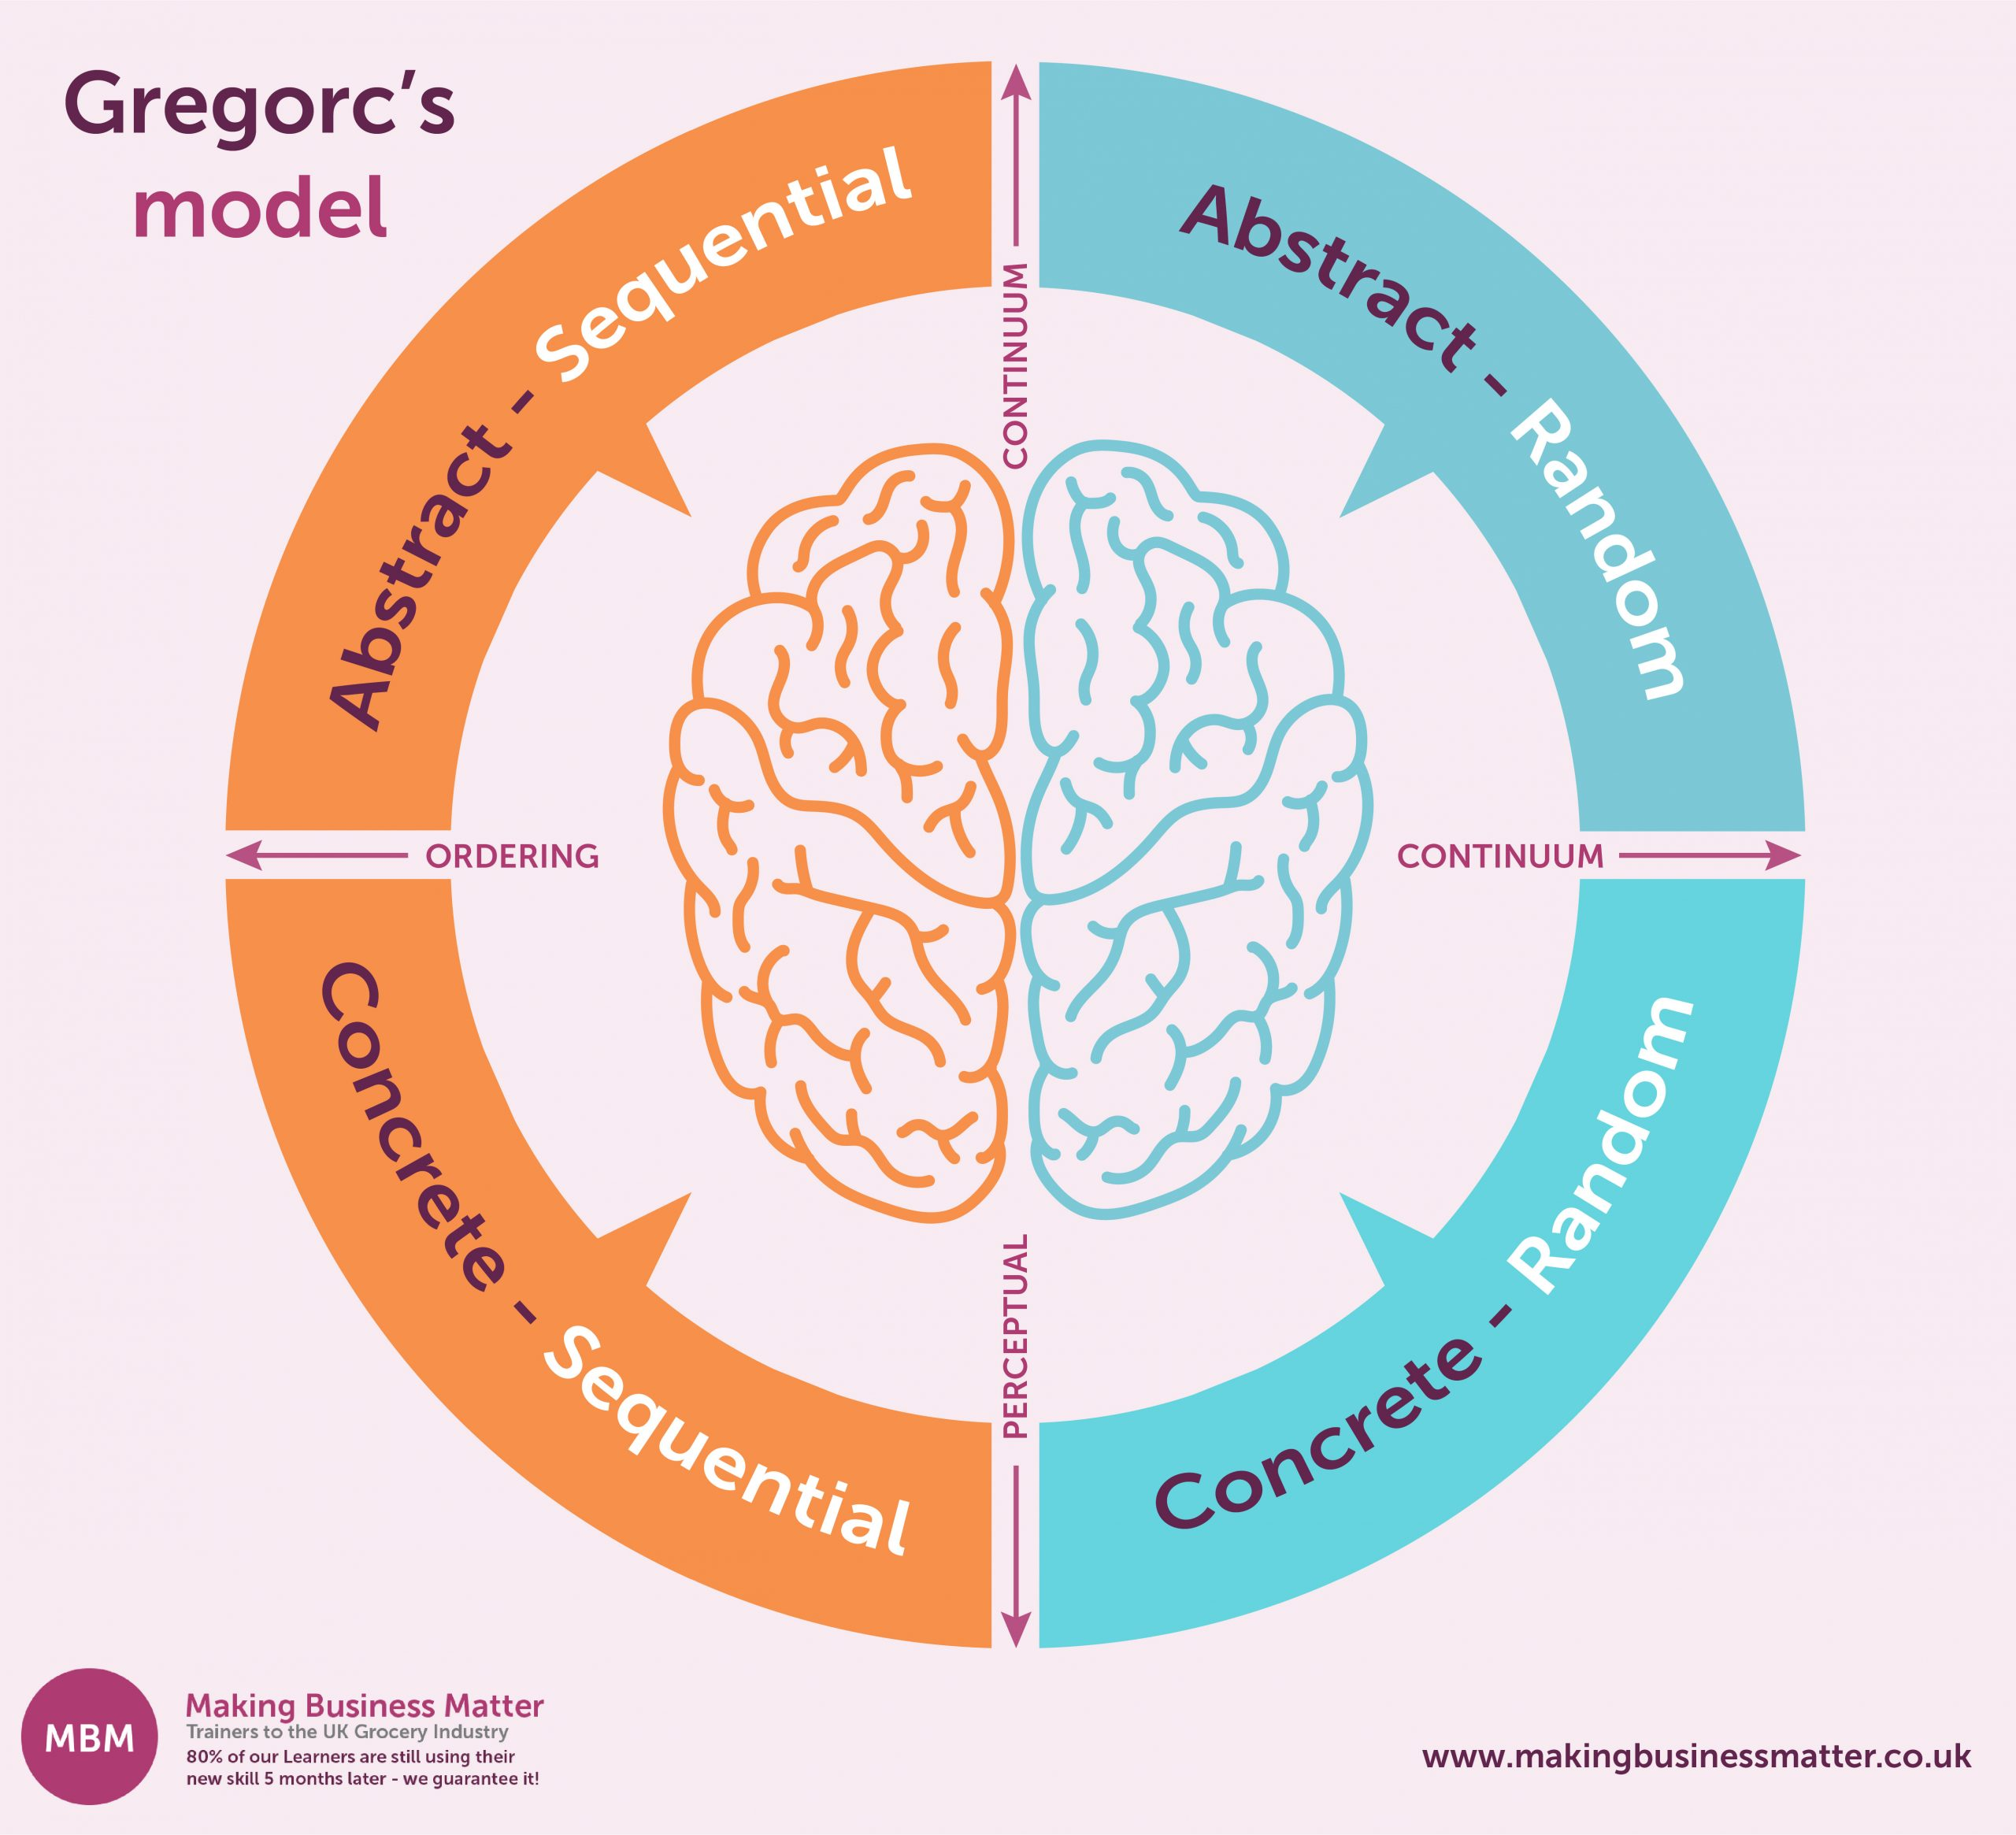 Gregorc's
model
Abstract - Sequential
Abstract - Random
CONTINUUM
ORDERING
CONTINUUM
Concrete - Sequential
Concrete - Random
PERCEPTUAL
MBM
Making Business Matter
Trainers to the UK Grocery Industry
80% of our Learners are still using their
new skill 5 months later - we guarantee it!
www.makingbusinessmatter.co.uk